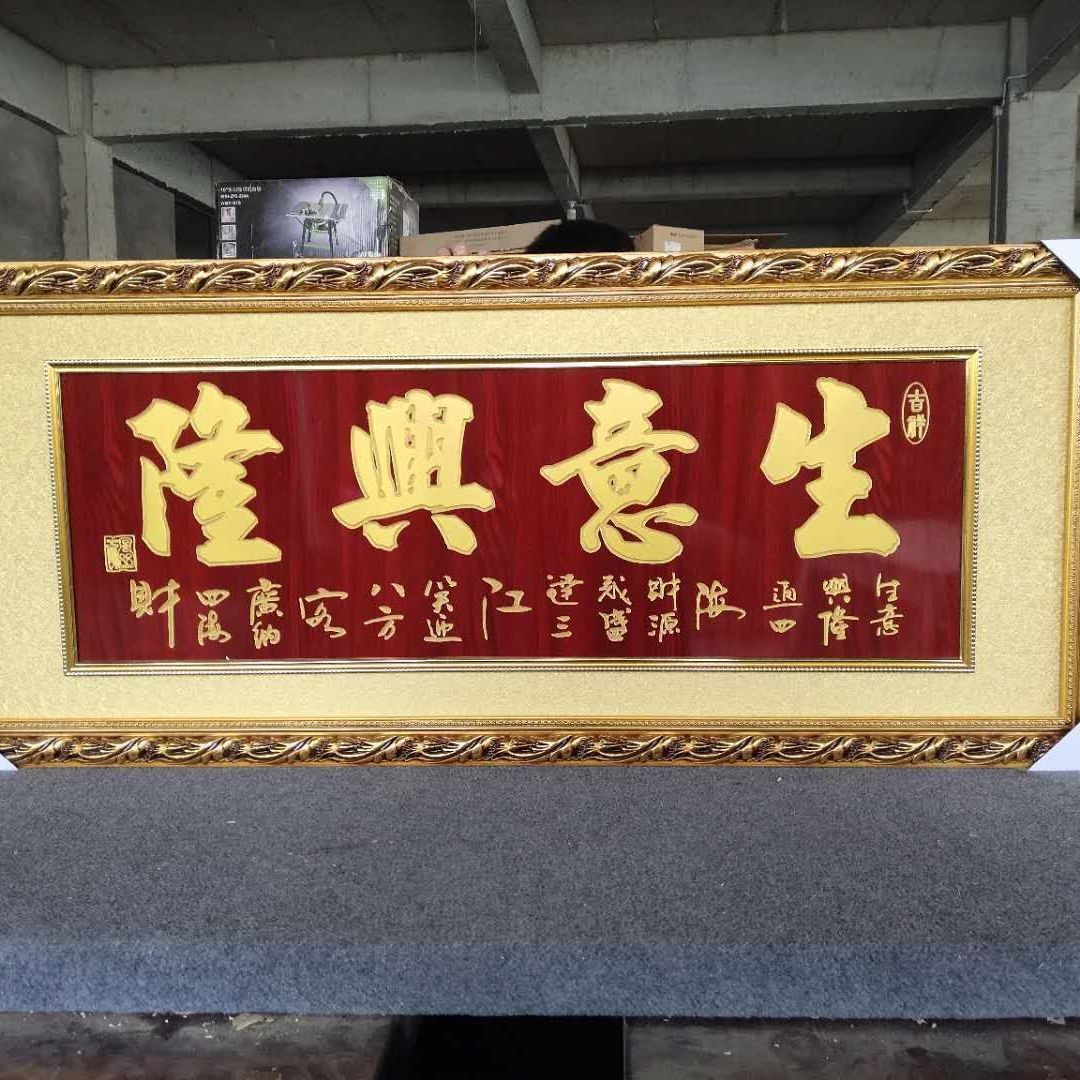 吉祥
生意興隆
生意興隆通四海
財源茂盛達三江
笑迎八方客
廣納四海財